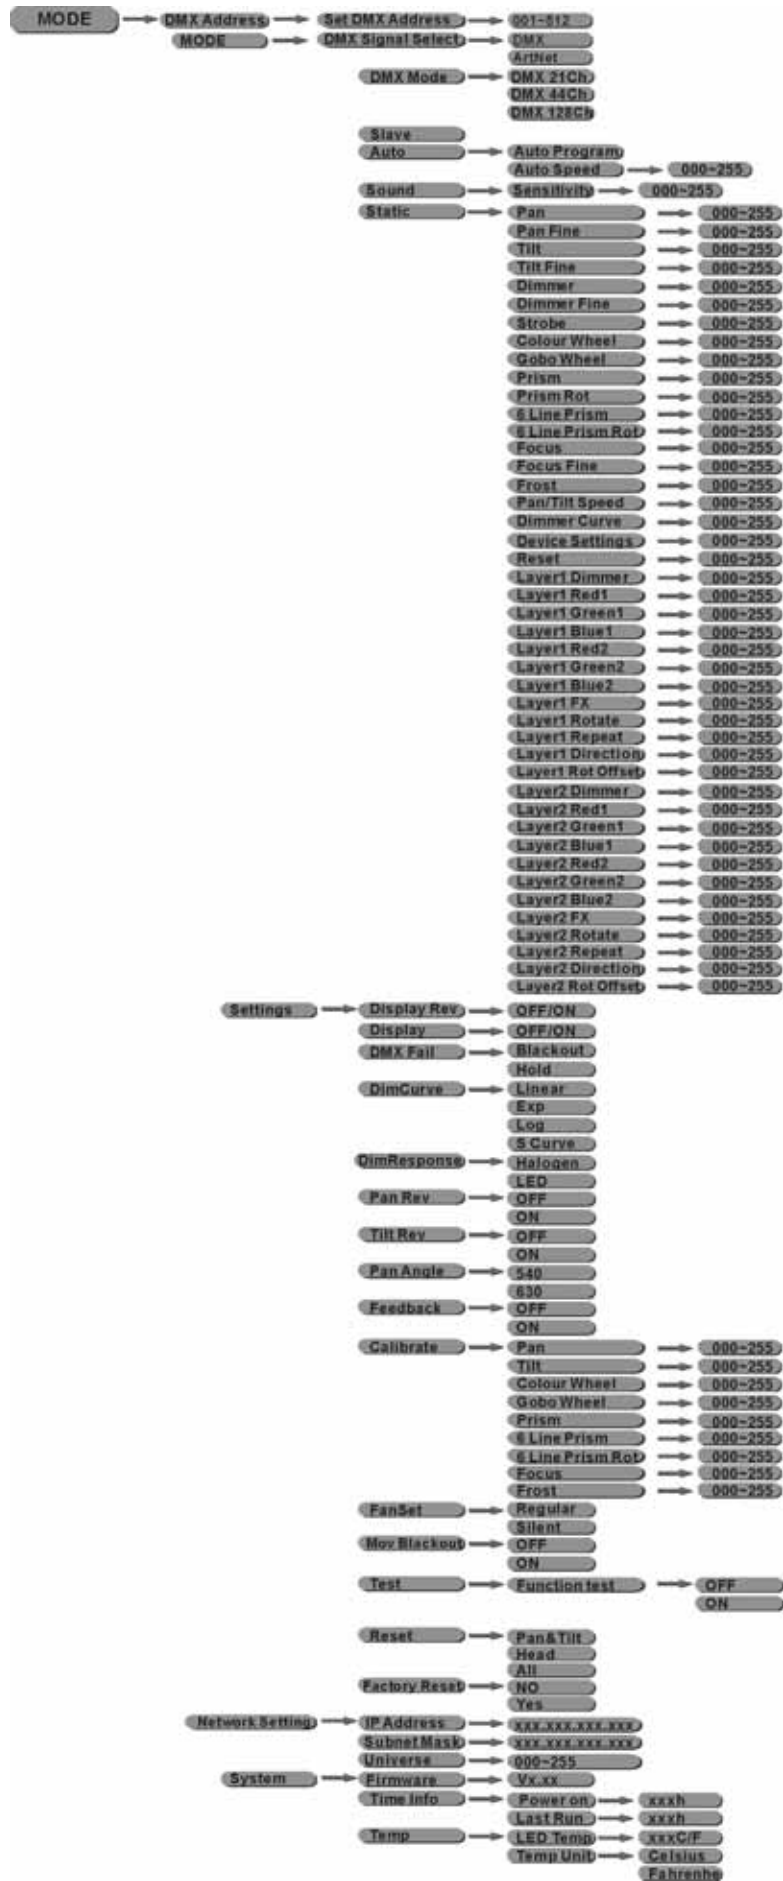 MODE DMX Address Set DMX Address 001~512
MODE DMX Signal Select DMX
ArtNet
DMX Mode DMX 21Ch
DMX 44Ch
DMX 128Ch
Slave
Auto Auto Program
Auto Speed 000~255
Sound Sensitivity 000~255
Static Pan 000~255
Pan Fine 000~255
Tilt 000~255
Tilt Fine 000~255
Dimmer 000~255
Dimmer Fine 000~255
Strobe 000~255
Colour Wheel 000~255
Gobo Wheel 000~255
Prism 000~255
Prism Rot 000~255
6 Line Prism 000~255
6 Line Prism Rot 000~255
Focus 000~255
Focus Fine 000~255
Frost 000~255
Pan/Tilt Speed 000~255
Dimmer Curve 000~255
Device Settings 000~255
Reset 000~255
Layer1 Dimmer 000~255
Layer1 Red1 000~255
Layer1 Green1 000~255
Layer1 Blue1 000~255
Layer1 Red2 000~255
Layer1 Green2 000~255
Layer1 Blue2 000~255
Layer1 FX 000~255
Layer1 Rotate 000~255
Layer1 Repeat 000~255
Layer1 Direction 000~255
Layer1 Rot Offset 000~255
Layer2 Dimmer 000~255
Layer2 Red1 000~255
Layer2 Green1 000~255
Layer2 Blue1 000~255
Layer2 Red2 000~255
Layer2 Green2 000~255
Layer2 Blue2 000~255
Layer2 FX 000~255
Layer2 Rotate 000~255
Layer2 Repeat 000~255
Layer2 Direction 000~255
Layer2 Rot Offset 000~255
Settings Display Rev OFF/ON
Display OFF/ON
DMX Fail Blackout
Hold
DimCurve Linear
Exp
Log
S Curve
DimResponse Halogen
LED
Pan Rev OFF
ON
Tilt Rev OFF
ON
Pan Angle 540
630
Feedback OFF
ON
Calibrate Pan 000~255
Tilt 000~255
Colour Wheel 000~255
Gobo Wheel 000~255
Prism 000~255
6 Line Prism 000~255
6 Line Prism Rot 000~255
Focus 000~255
Frost 000~255
FanSet Regular
Silent
Mov Blackout OFF
ON
Test Function test OFF
ON
Reset Pan&Tilt
Head
All
Factory Reset NO
Yes
Network Setting IP Address xxx.xxx.xxx.xxx
Subnet Mask xxx.xxx.xxx.xxx
Universe 000~255
System Firmware Vx.xx
Time Info Power on xxxh
Last Run xxxh
Temp LED Temp xxxC/F
Temp Unit Celsius
Fahrenhe